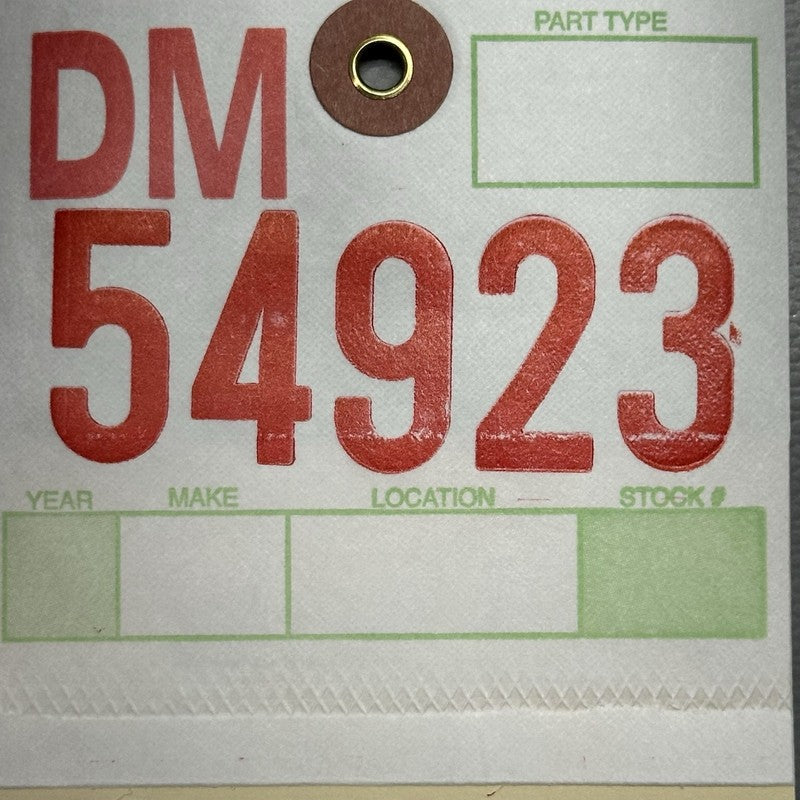 PART TYPE
DM
54923
YEAR MAKE LOCATION STOCK #